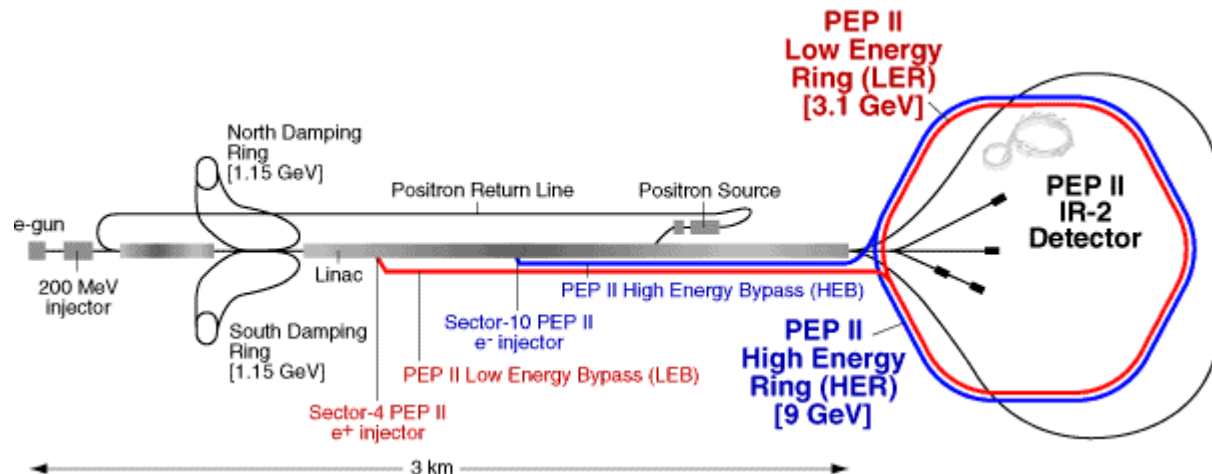 PEP II
Low Energy
Ring (LER)
[3.1 GeV]
North Damping
Ring
[1.15 GeV]
Positron Return Line
Positron Source
e-gun
PEP II
IR-2
Detector
200 MeV
injector
Linac
PEP II High Energy Bypass (HEB)
South Damping
Ring
[1.15 GeV]
Sector-10 PEP II
e- injector
PEP II Low Energy Bypass (LEB)
PEP II
High Energy
Ring (HER)
[9 GeV]
Sector-4 PEP II
e+ injector
3 km